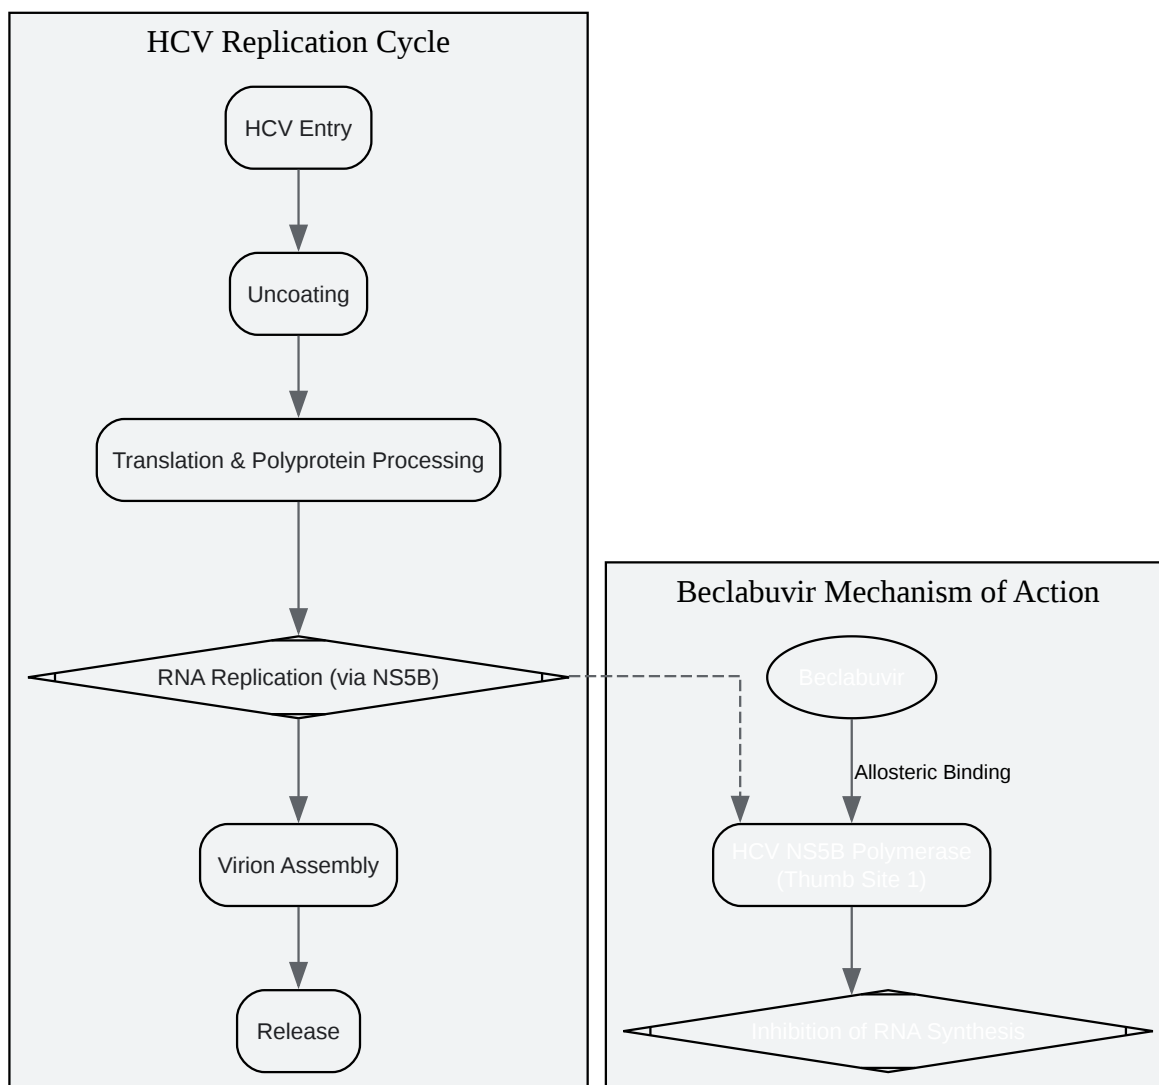 HCV Replication Cycle
HCV Entry
Uncoating
Translation & Polyprotein Processing
RNA Replication (via NS5B)
Virion Assembly
Release
Beclabuvir Mechanism of Action
Beclabuvir
Allosteric Binding
HCV NS5B Polymerase
(Thumb Site 1)
Inhibition of RNA Synthesis